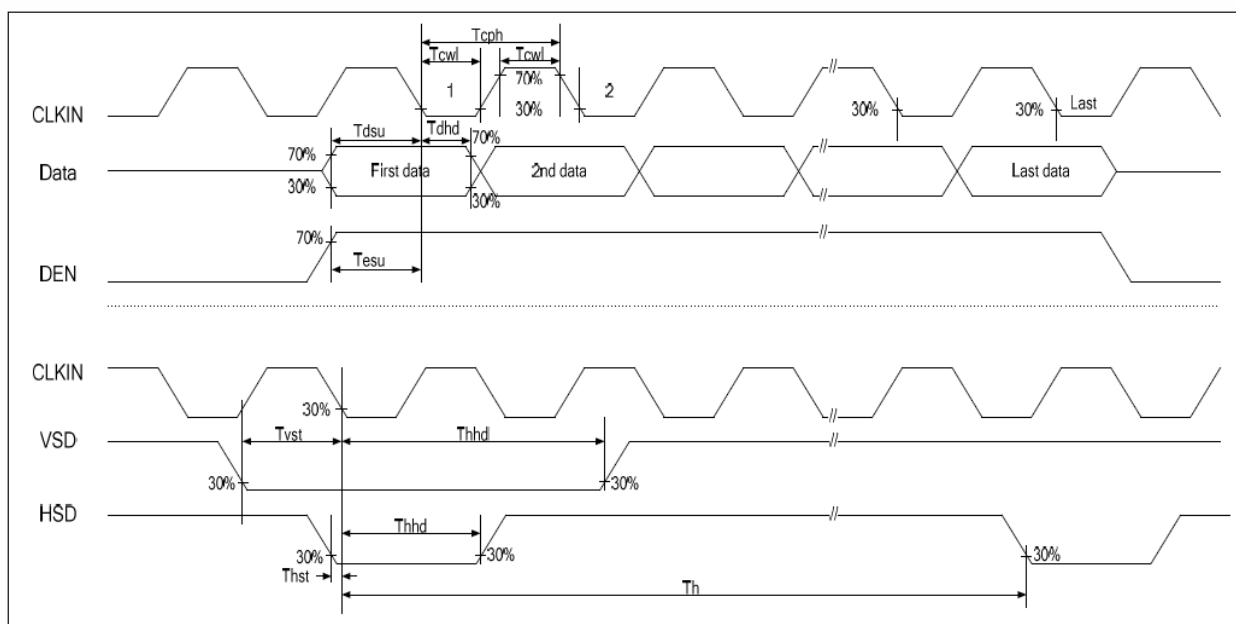 Tcph
Tcwl Tcwl
1 70% 2
30% 30% 30% Last
CLKIN
Tdsu Tdhd
70% 70%
Data First data 2nd data Last data
30% 30%
70%
DEN Tesu
CLKIN
30%
VSD Tvst Thhd
30% 30%
HSD
Thhd
30% 30% 30%
Thst
Th